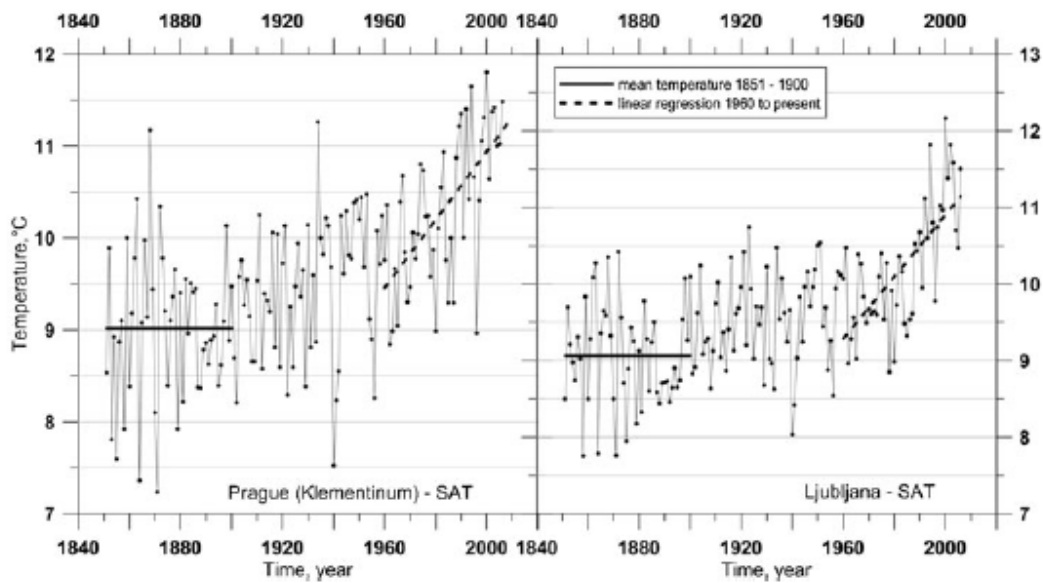 1840 1880 1920 1960 2000 1840 1880 1920 1960 2000
12
11
10
9
8
7
Temperature,°C
13
12
11
10
9
8
7
mean temperature 1851 - 1900
linear regression 1960 to present
Prague (Klementinum) - SAT
Ljubljana - SAT
1840 1880 1920 1960 2000 1840 1880 1920 1960 2000
Time, year Time, year